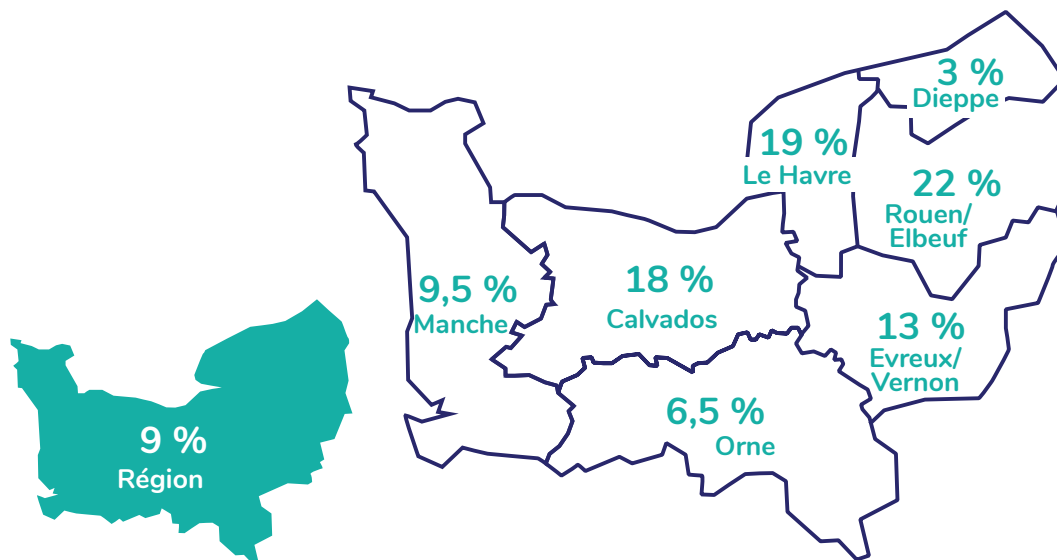 3 %
Dieppe
19 %
Le Havre
22 %
Rouen/
Elbeuf
9,5 %
Manche
18 %
Calvados
13 %
Evreux/
Vernon
6,5 %
Orne
9 %
Région